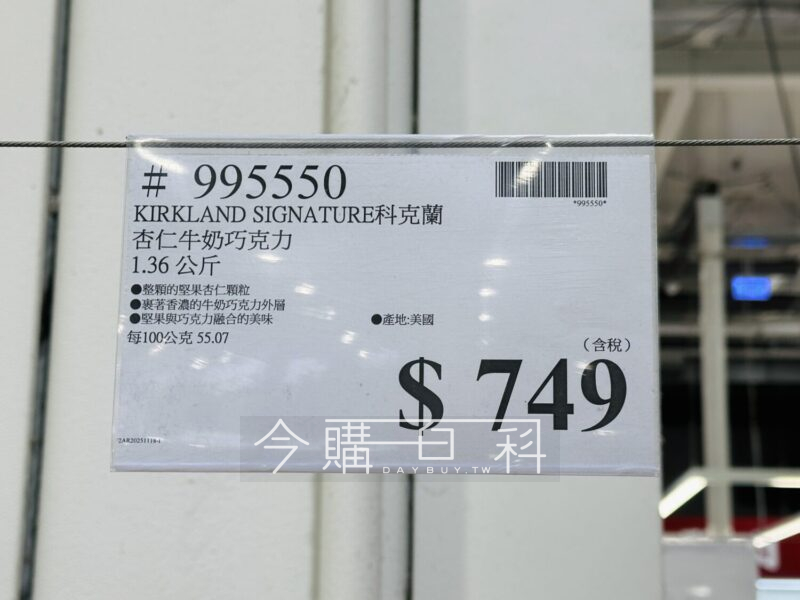 # 995550
*995550*
KIRKLAND SIGNATURE科克蘭
杏仁牛奶巧克力
1.36 公斤
●整顆的堅果杏仁顆粒
●裹著香濃的牛奶巧克力外層
●堅果與巧克力融合的美味
●產地:美國
每100公克 55.07
(含稅)
$ 749
今購百科
DAYBUY.TW